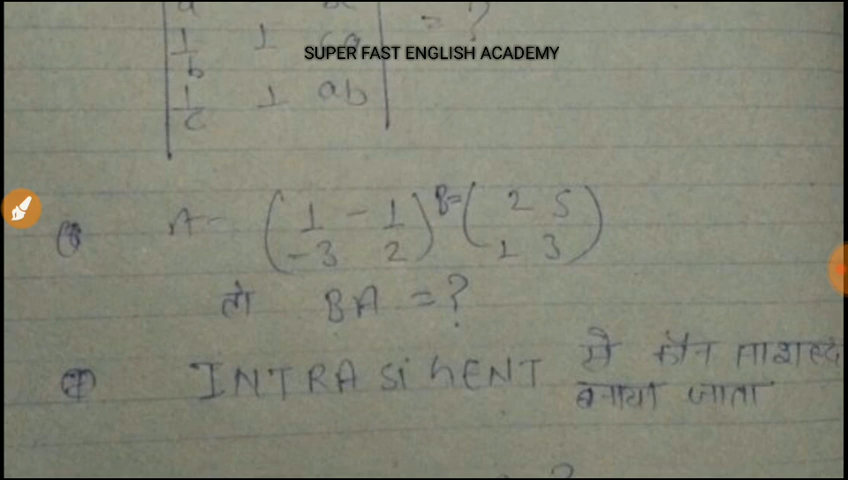 = ?
1/b 1 ca
SUPER FAST ENGLISH ACADEMY
1/c 1 ab
A = ( 1 -1 ) B= ( 2 5 )
-3 2 1 3
तो BA = ?
INTRASIGENT मे कौन सा शब्द
बनाया जाता
?